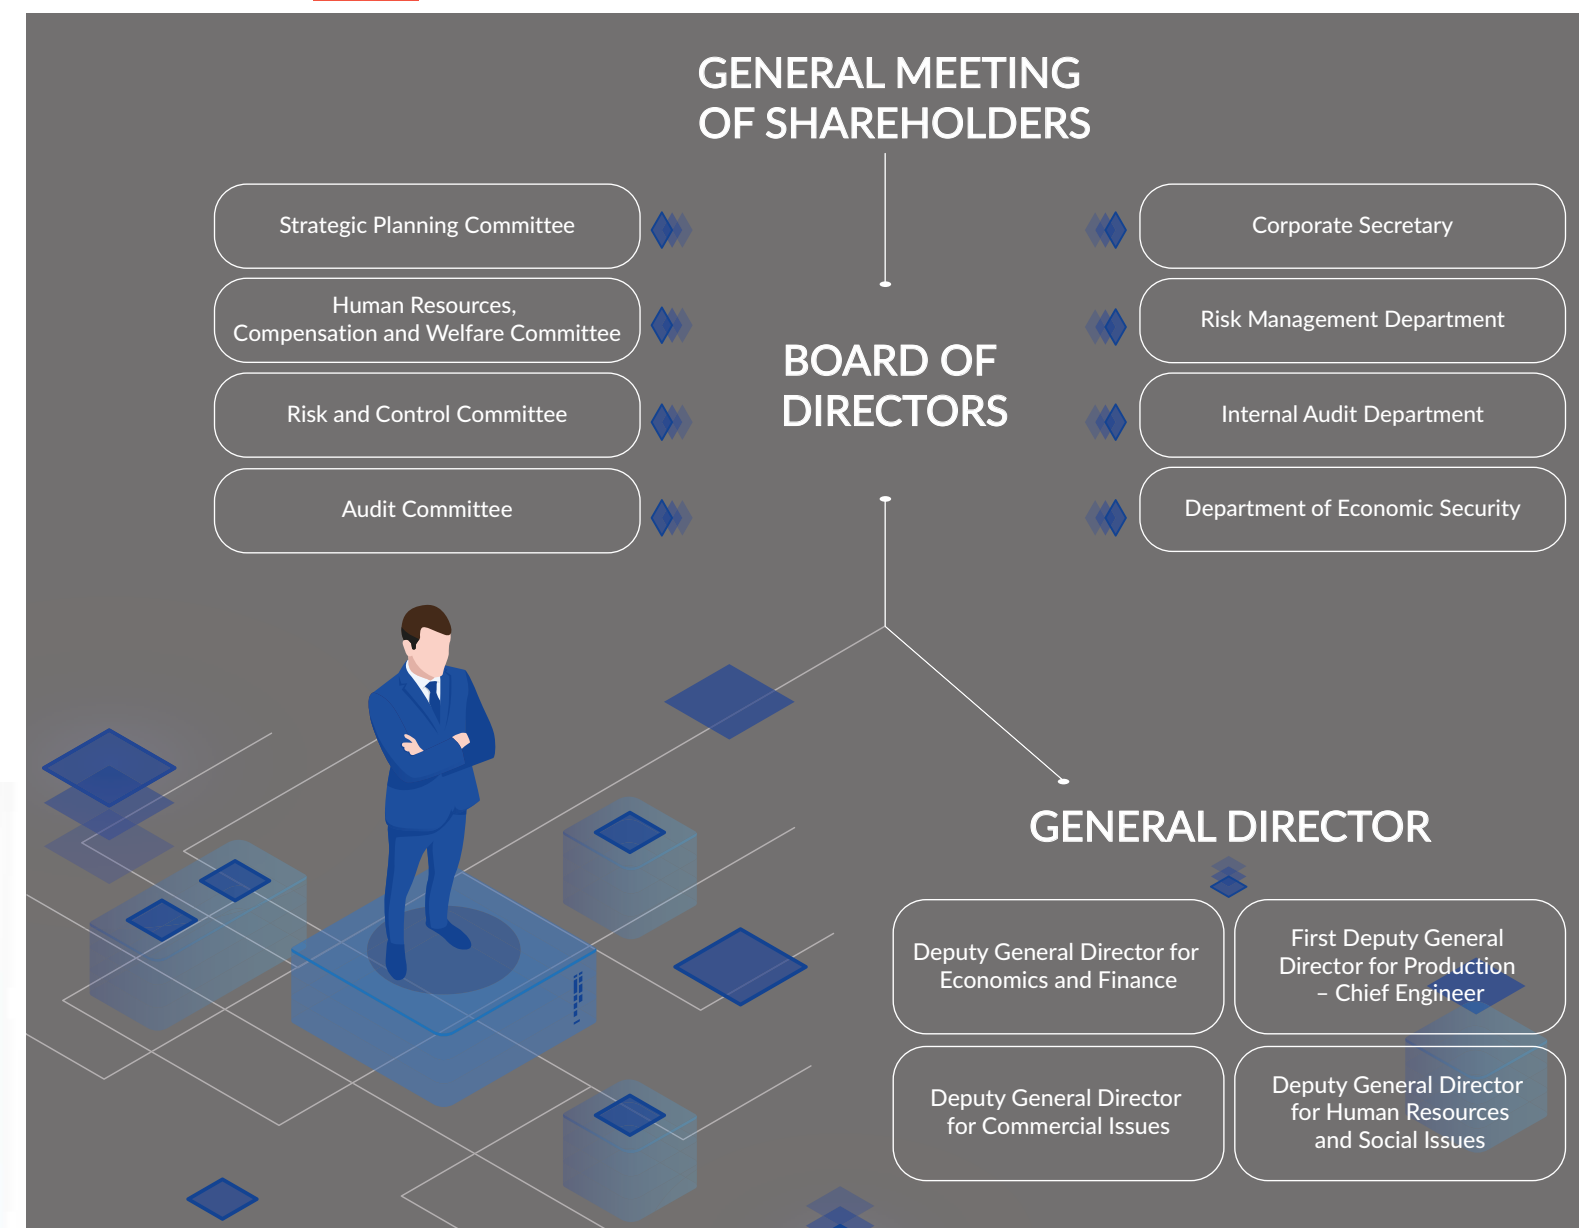 GENERAL MEETING
OF SHAREHOLDERS
Strategic Planning Committee
Human Resources,
Compensation and Welfare Committee
Risk and Control Committee
Audit Committee
BOARD OF
DIRECTORS
Corporate Secretary
Risk Management Department
Internal Audit Department
Department of Economic Security
GENERAL DIRECTOR
Deputy General Director for
Economics and Finance
First Deputy General
Director for Production
– Chief Engineer
Deputy General Director
for Commercial Issues
Deputy General Director
for Human Resources
and Social Issues